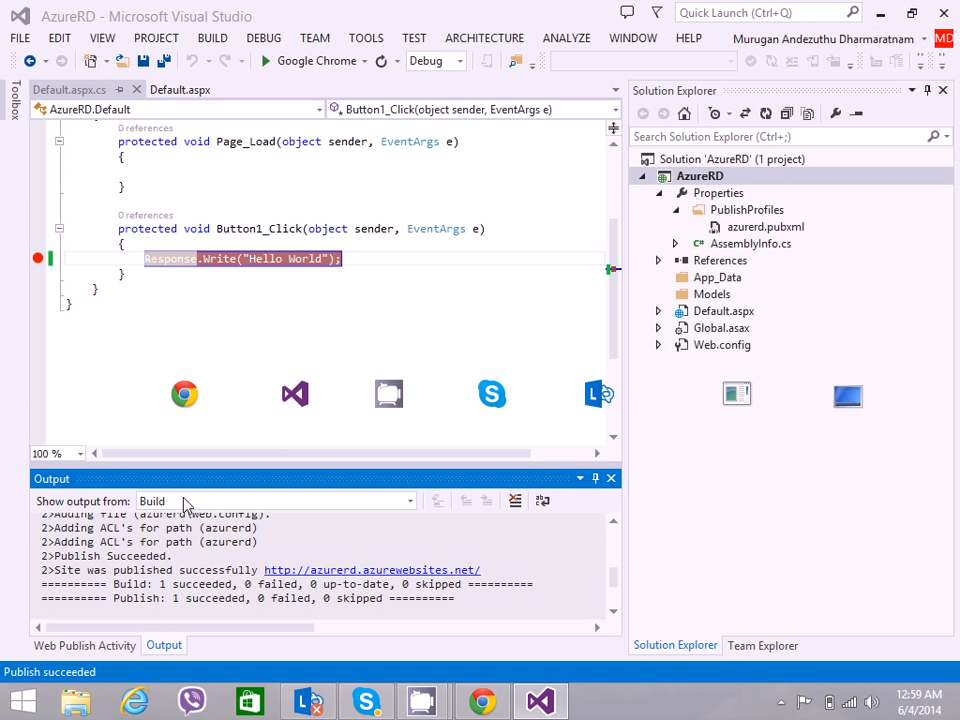 AzureRD - Microsoft Visual Studio
Quick Launch (Ctrl+Q)
FILE EDIT VIEW PROJECT BUILD DEBUG TEAM TOOLS TEST ARCHITECTURE ANALYZE WINDOW HELP Murugan Andezuthu Dharmaratnam MD
Google Chrome Debug
Toolbox
Default.aspx.cs Default.aspx
AzureRD.Default Button1_Click(object sender, EventArgs e)
0 references
protected void Page_Load(object sender, EventArgs e)
{
}
0 references
protected void Button1_Click(object sender, EventArgs e)
{
Response.Write("Hello World");
}
}
}
100 %
Output
Show output from: Build
2>Adding file (azurerd\Web.config).
2>Adding ACL's for path (azurerd)
2>Adding ACL's for path (azurerd)
2>Publish Succeeded.
2>Site was published successfully http://azurerd.azurewebsites.net/
========== Build: 1 succeeded, 0 failed, 0 up-to-date, 0 skipped ==========
========== Publish: 1 succeeded, 0 failed, 0 skipped ==========
Web Publish Activity Output
Solution Explorer
Search Solution Explorer (Ctrl+;)
Solution 'AzureRD' (1 project)
AzureRD
Properties
PublishProfiles
azurerd.pubxml
AssemblyInfo.cs
References
App_Data
Models
Default.aspx
Global.asax
Web.config
Solution Explorer Team Explorer
Publish succeeded
12:59 AM
6/4/2014